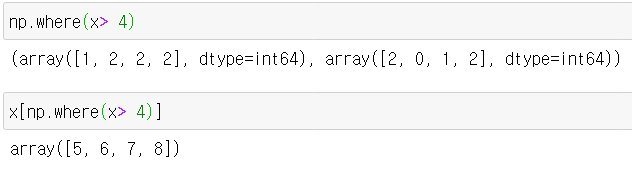 np.where(x> 4)
(array([1, 2, 2, 2], dtype=int64), array([2, 0, 1, 2], dtype=int64))
x[np.where(x> 4)]
array([5, 6, 7, 8])